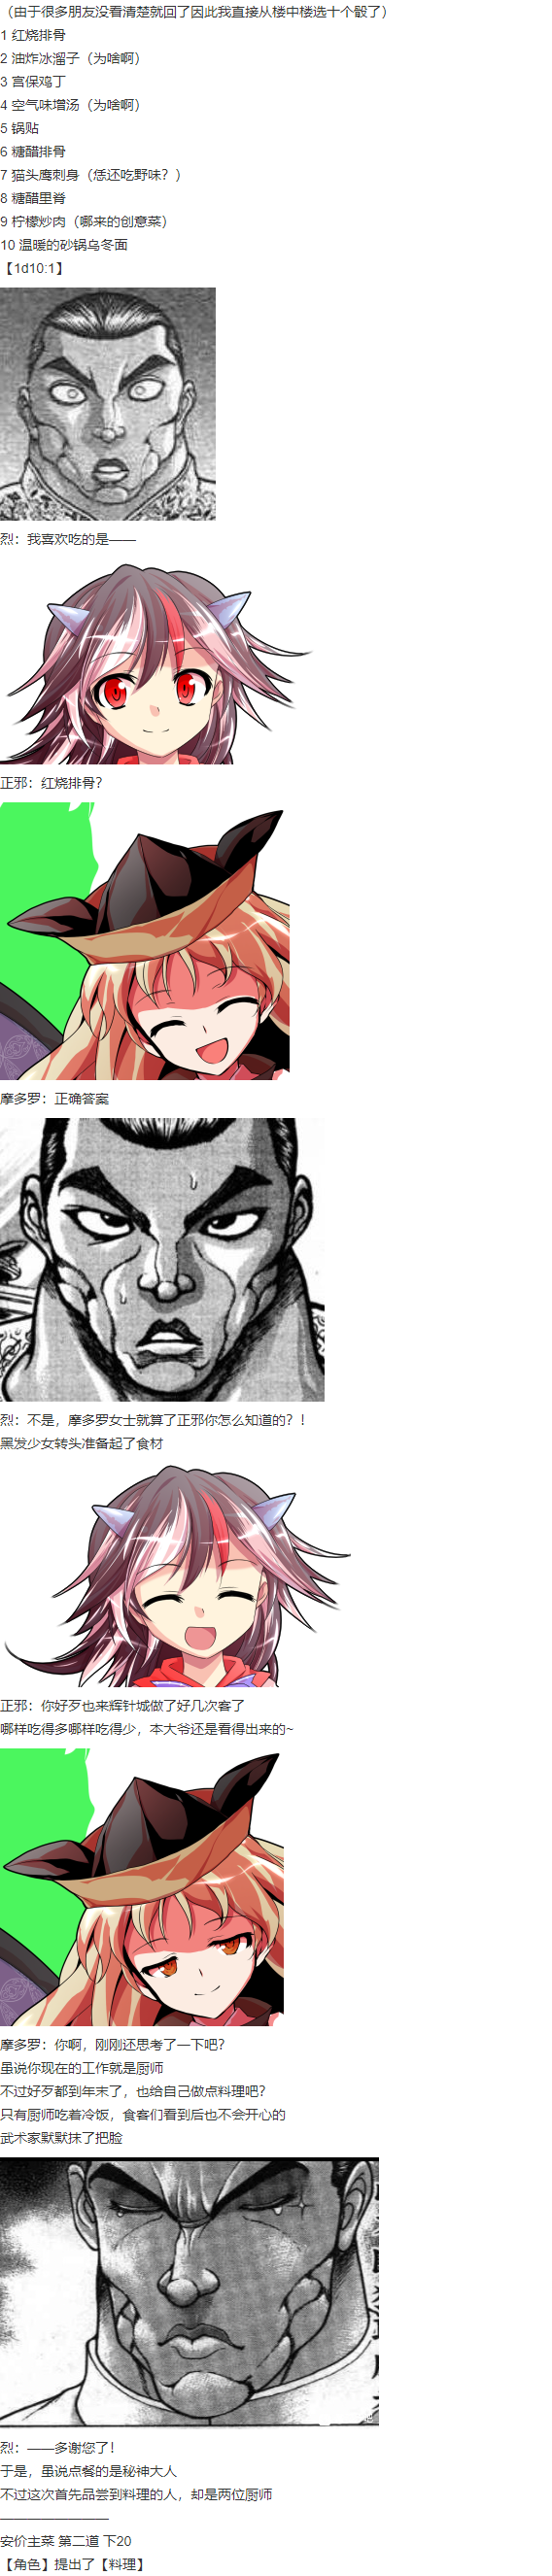 （由于很多朋友没看清楚就回了因此我直接从楼中楼选十个骰了）
1 红烧排骨
2 油炸冰溜子（为啥啊）
3 宫保鸡丁
4 空气味增汤（为啥啊）
5 锅贴
6 糖醋排骨
7 猫头鹰刺身（恁还吃野味？）
8 糖醋里脊
9 柠檬炒肉（哪来的创意菜）
10 温暖的砂锅乌冬面
【1d10:1】
烈：我喜欢吃的是——
正邪：红烧排骨？
摩多罗：正确答案
烈：不是，摩多罗女士就算了正邪你怎么知道的？！
黑发少女转头准备起了食材
正邪：你好歹也来辉针城做了好几次客了
哪样吃得多哪样吃得少，本大爷还是看得出来的~
摩多罗：你啊，刚刚还思考了一下吧？
虽说你现在的工作就是厨师
不过好歹都到年末了，也给自己做点料理吧？
只有厨师吃着冷饭，食客们看到后也不会开心的
武术家默默抹了把脸
烈：——多谢您了！
于是，虽说点餐的是秘神大人
不过这次首先品尝到料理的人，却是两位厨师
————————
安价主菜 第二道 下20
【角色】提出了【料理】